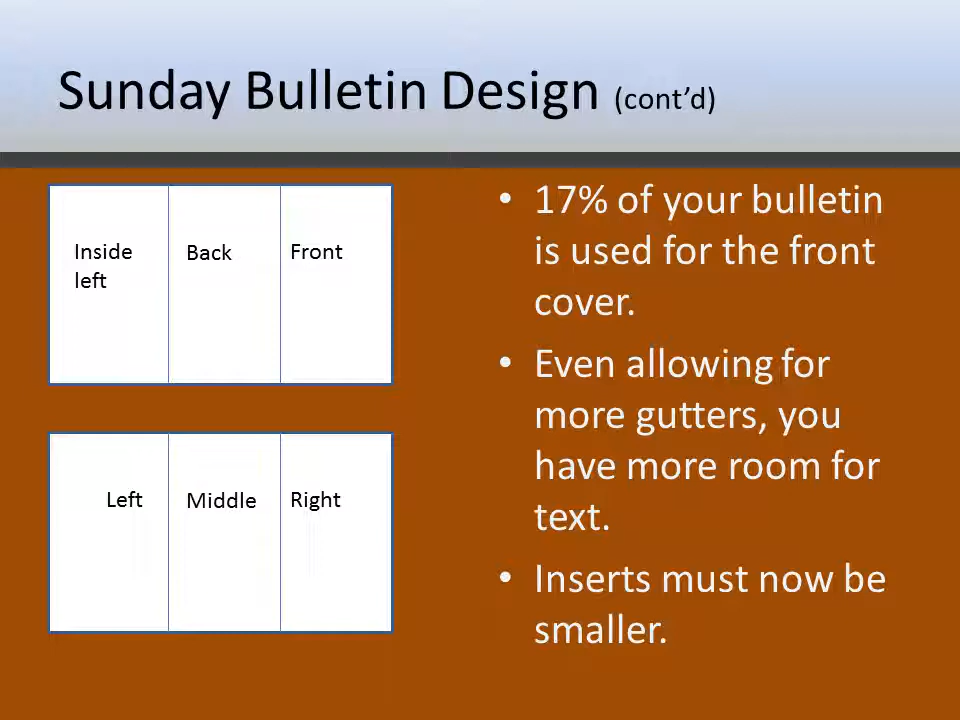 Sunday Bulletin Design (cont’d)
Inside
left
Back
Front
Left
Middle
Right
• 17% of your bulletin
is used for the front
cover.
• Even allowing for
more gutters, you
have more room for
text.
• Inserts must now be
smaller.